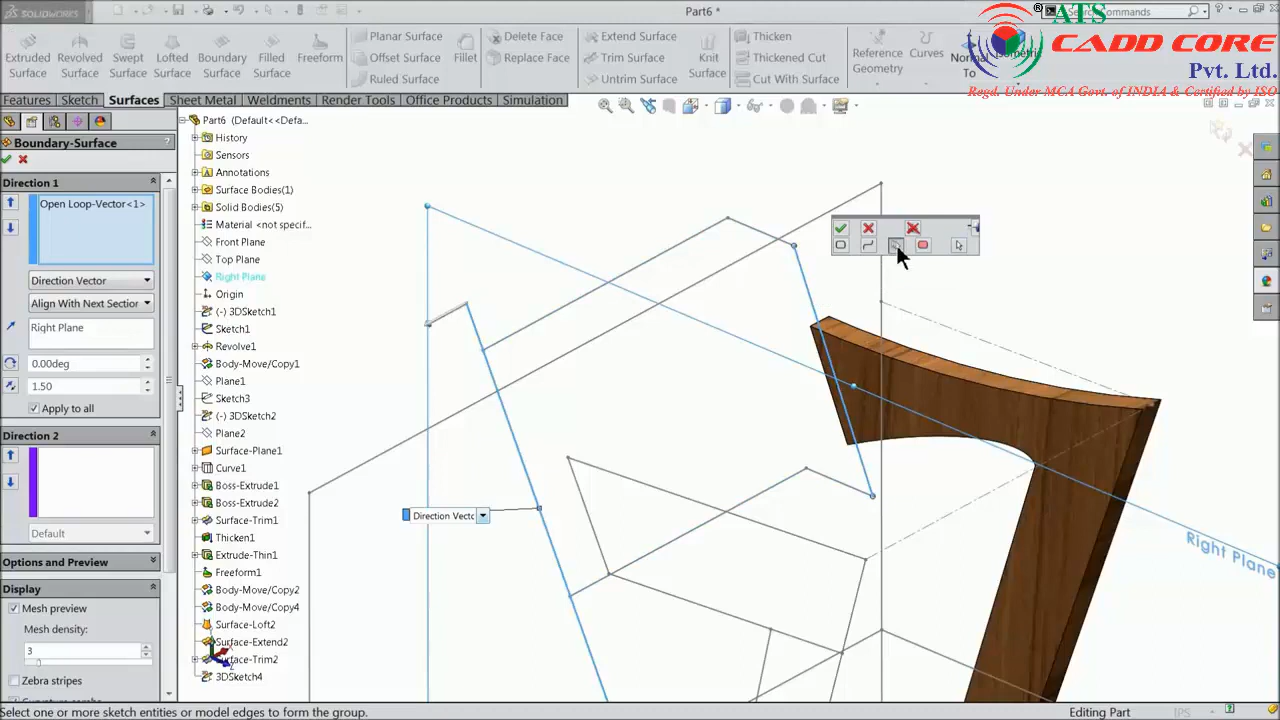 SOLIDWORKS
Part6 *
Commands
ATS
CADD CORE
Pvt. Ltd.
Regd. Under MCA Govt. of INDIA & Certified by ISO
Extruded Surface
Revolved Surface
Swept Surface
Lofted Surface
Boundary Surface
Filled Surface
Freeform
Offset Surface
Ruled Surface
Fillet
Delete Face
Replace Face
Extend Surface
Trim Surface
Untrim Surface
Knit Surface
Thicken
Thickened Cut
Cut With Surface
Reference Geometry
Curves
Normal To
Features
Sketch
Surfaces
Sheet Metal
Weldments
Render Tools
Office Products
Simulation
Boundary-Surface
?
Direction 1
Open Loop-Vector<1>
Direction Vector
Align With Next Section
Right Plane
0.00deg
1.50
Apply to all
Direction 2
Default
Options and Preview
Display
Mesh preview
Mesh density:
3
Zebra stripes
Part6 (Default<<Defa...
History
Sensors
Annotations
Surface Bodies(1)
Solid Bodies(5)
Material <not specif...
Front Plane
Top Plane
Right Plane
Origin
(-) 3DSketch1
Sketch1
Revolve1
Body-Move/Copy1
Plane1
Sketch3
(-) 3DSketch2
Plane2
Surface-Plane1
Curve1
Boss-Extrude1
Boss-Extrude2
Surface-Trim1
Thicken1
Extrude-Thin1
Freeform1
Body-Move/Copy2
Body-Move/Copy4
Surface-Loft2
Surface-Extend2
Surface-Trim2
3DSketch4
Direction Vectc
Right Plane
Select one or more sketch entities or model edges to form the group.
Editing Part
IPS